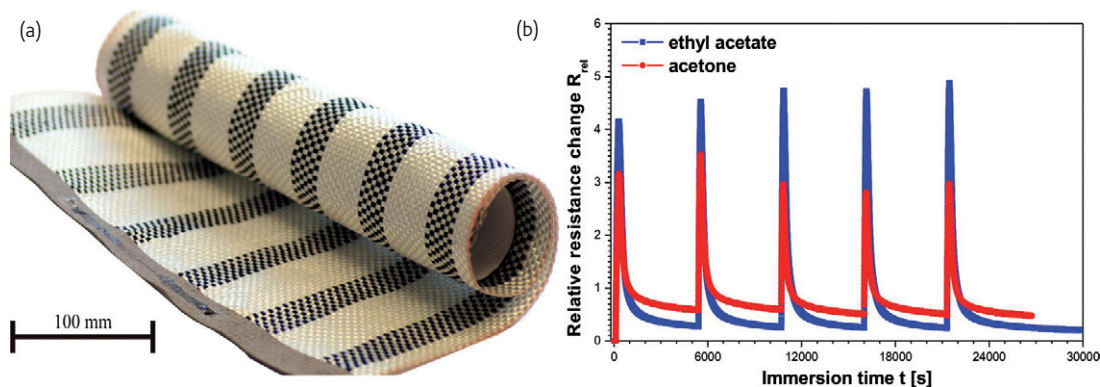 (a)
100 mm
(b)
ethyl acetate
acetone
Relative resistance change R_rel
6
5
4
3
2
1
0
0 6000 12000 18000 24000 30000
Immersion time t [s]